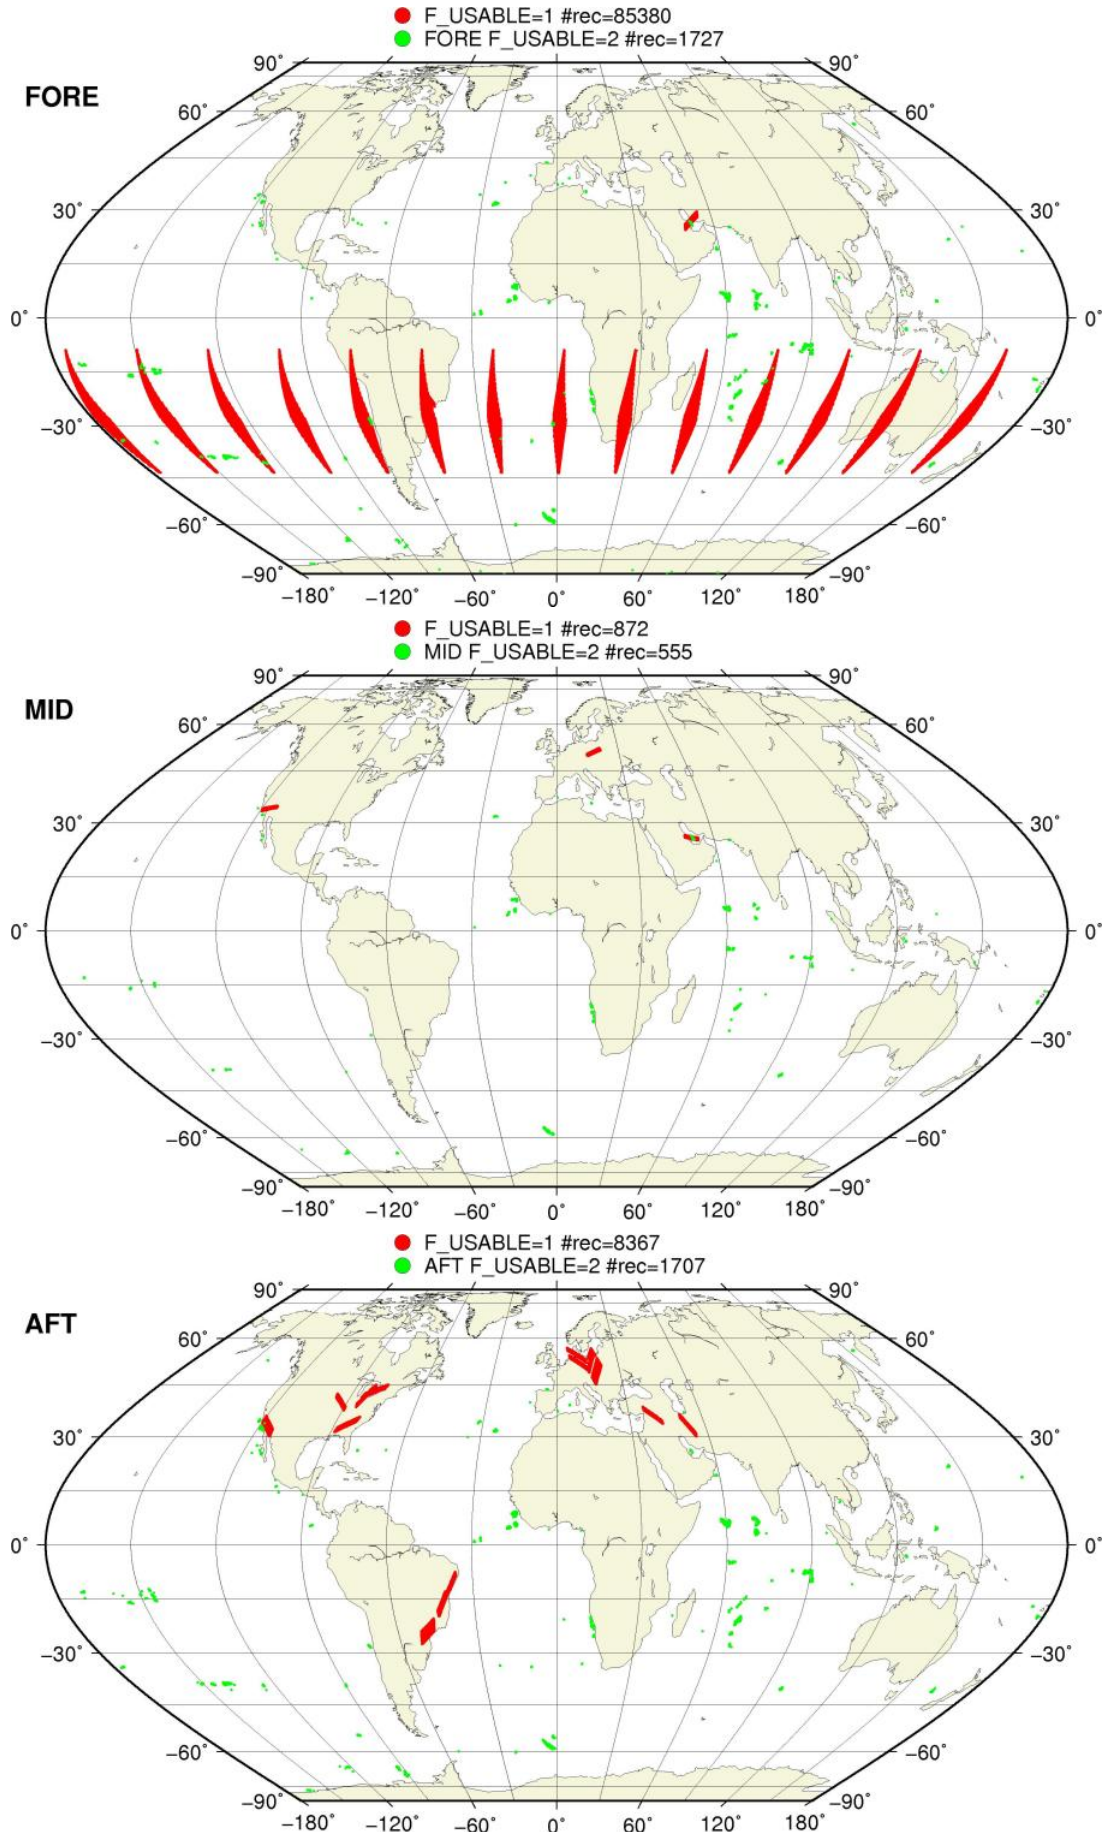 F_USABLE=1 #rec=85380
FORE F_USABLE=2 #rec=1727
FORE
90˚ 90˚
60˚ 60˚
30˚ 30˚
0˚ 0˚
−30˚ −30˚
−60˚ −60˚
−90˚ −90˚
−180˚ −120˚ −60˚ 0˚ 60˚ 120˚ 180˚
F_USABLE=1 #rec=872
MID F_USABLE=2 #rec=555
MID
90˚ 90˚
60˚ 60˚
30˚ 30˚
0˚ 0˚
−30˚ −30˚
−60˚ −60˚
−90˚ −90˚
−180˚ −120˚ −60˚ 0˚ 60˚ 120˚ 180˚
F_USABLE=1 #rec=8367
AFT F_USABLE=2 #rec=1707
AFT
90˚ 90˚
60˚ 60˚
30˚ 30˚
0˚ 0˚
−30˚ −30˚
−60˚ −60˚
−90˚ −90˚
−180˚ −120˚ −60˚ 0˚ 60˚ 120˚ 180˚